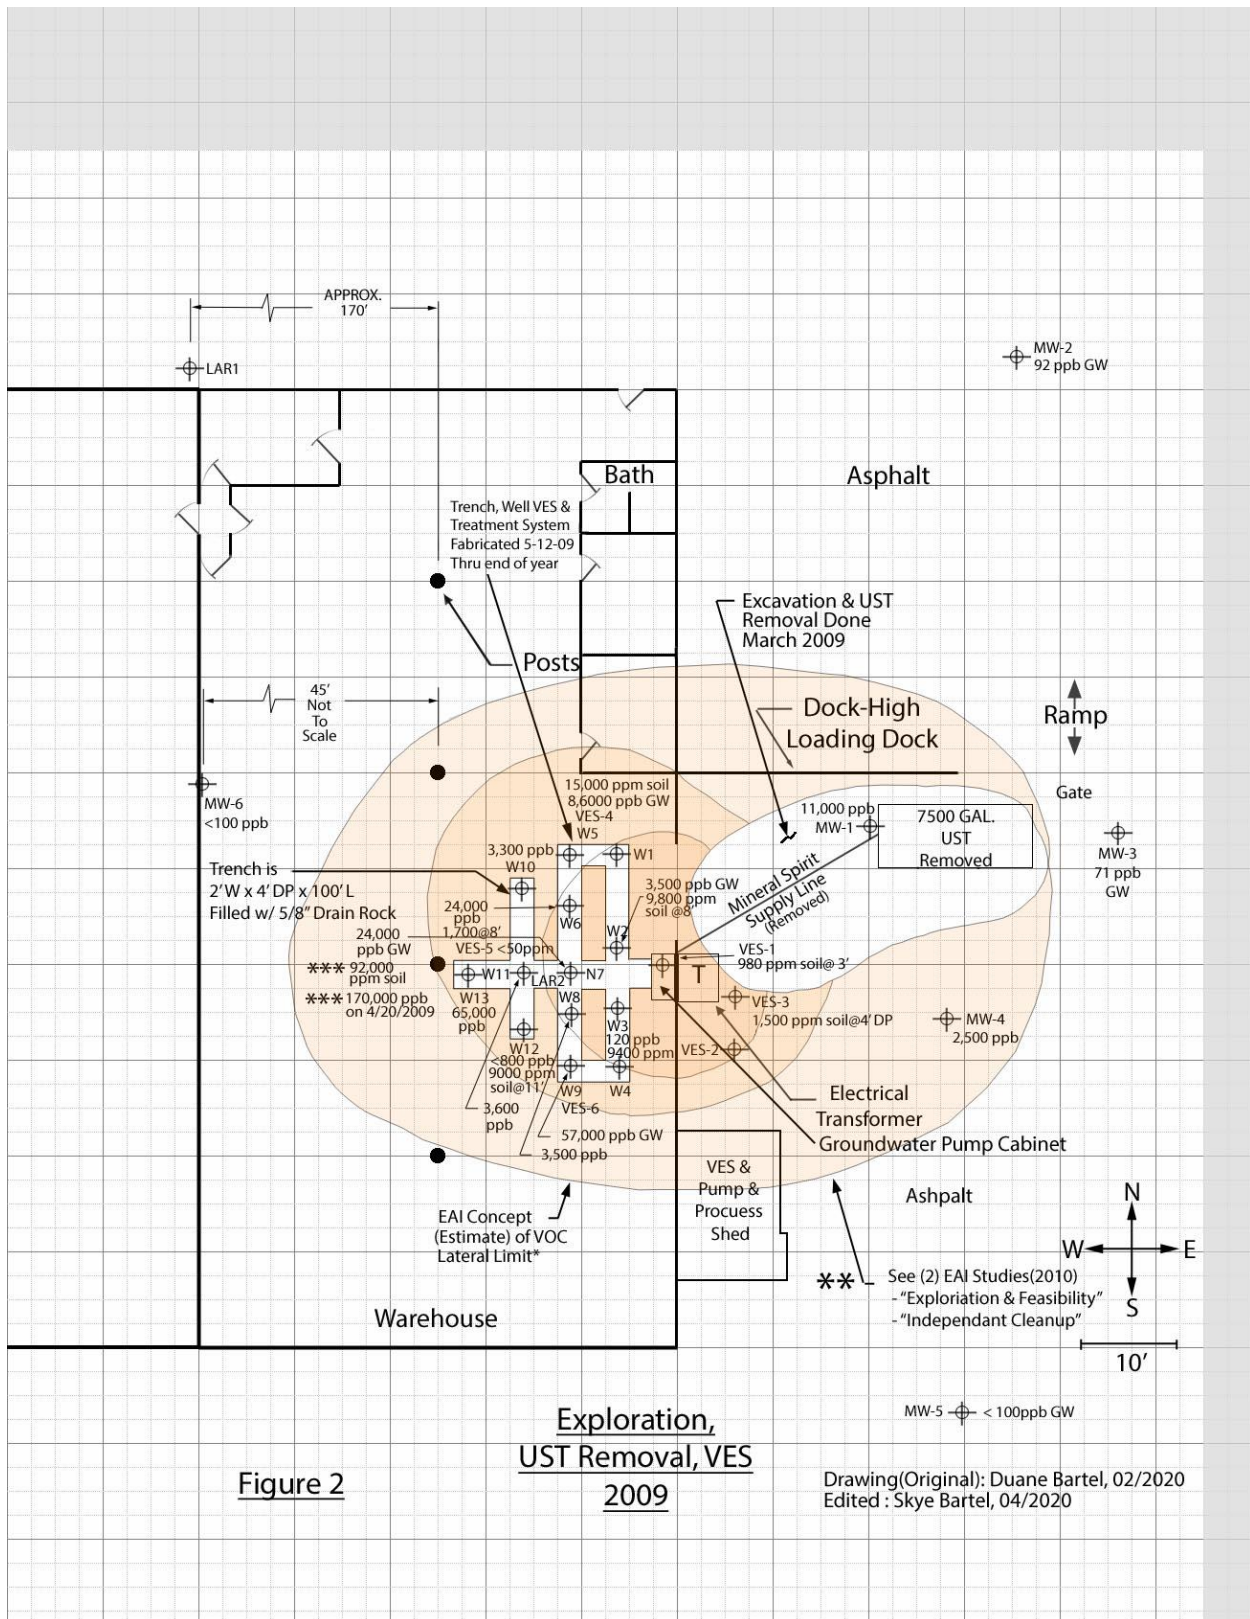 APPROX.
170’
LAR1
MW-2
92 ppb GW
Bath
Asphalt
Trench, Well VES &
Treatment System
Fabricated 5-12-09
Thru end of year
Excavation & UST
Removal Done
March 2009
Posts
45’
Not
To
Scale
Dock-High
Loading Dock
Ramp
MW-6
<100 ppb
15,000 ppm soil
8,6000 ppb GW
VES-4
W5
Gate
11,000 ppb
MW-1
7500 GAL.
UST
Removed
MW-3
71 ppb
GW
Trench is
2’ W x 4’ DP x 100’ L
Filled w/ 5/8” Drain Rock
3,300 ppb
W10
W1
3,500 ppb GW
9,800 ppm
soil @8’
Mineral Spirit
Supply Line
(Removed)
24,000
ppb
1,700@8’
W6
W2
24,000
ppb GW
VES-5 <50ppm
VES-1
980 ppm soil@ 3’
*** 92,000
ppm soil
W11
LAR2
N7
T
*** 170,000 ppb
on 4/20/2009
W13
65,000
ppb
W8
VES-3
1,500 ppm soil@4’ DP
W3
120 ppb
9400 ppm
MW-4
2,500 ppb
W12
<800 ppb
9000 ppm
soil@11’
VES-2
W9
W4
VES-6
3,600
ppb
57,000 ppb GW
3,500 ppb
Electrical
Transformer
Groundwater Pump Cabinet
VES &
Pump &
Procuess
Shed
Ashpalt
EAI Concept
(Estimate) of VOC
Lateral Limit*
N
W
E
S
** See (2) EAI Studies(2010)
- “Exploriation & Feasibility”
- “Independant Cleanup”
Warehouse
10’
MW-5
< 100ppb GW
Exploration,
UST Removal, VES
2009
Figure 2
Drawing(Original): Duane Bartel, 02/2020
Edited : Skye Bartel, 04/2020